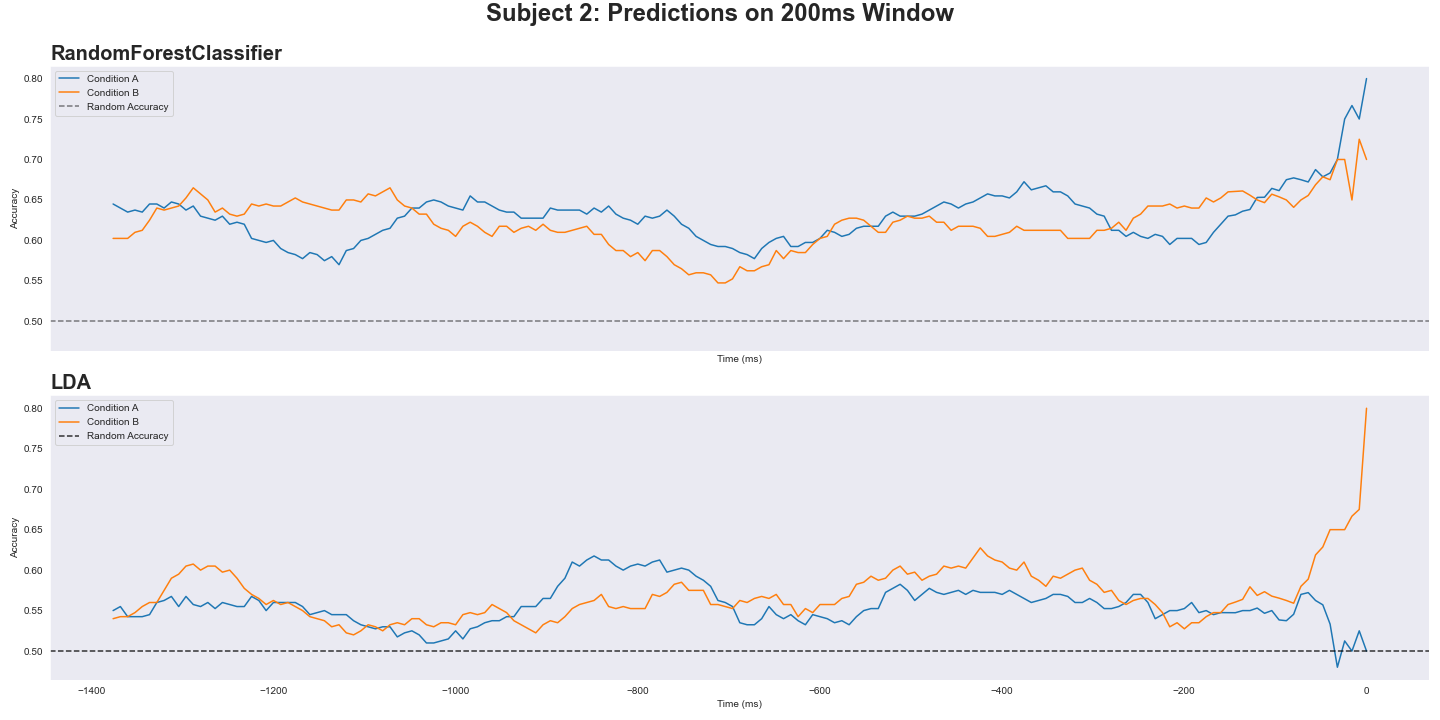 Subject 2: Predictions on 200ms Window
RandomForestClassifier
Condition A
Condition B
Random Accuracy
0.80
0.75
0.70
0.65
0.60
0.55
0.50
Accuracy
Time (ms)
LDA
Condition A
Condition B
Random Accuracy
0.80
0.75
0.70
0.65
0.60
0.55
0.50
Accuracy
−1400 −1200 −1000 −800 −600 −400 −200 0
Time (ms)